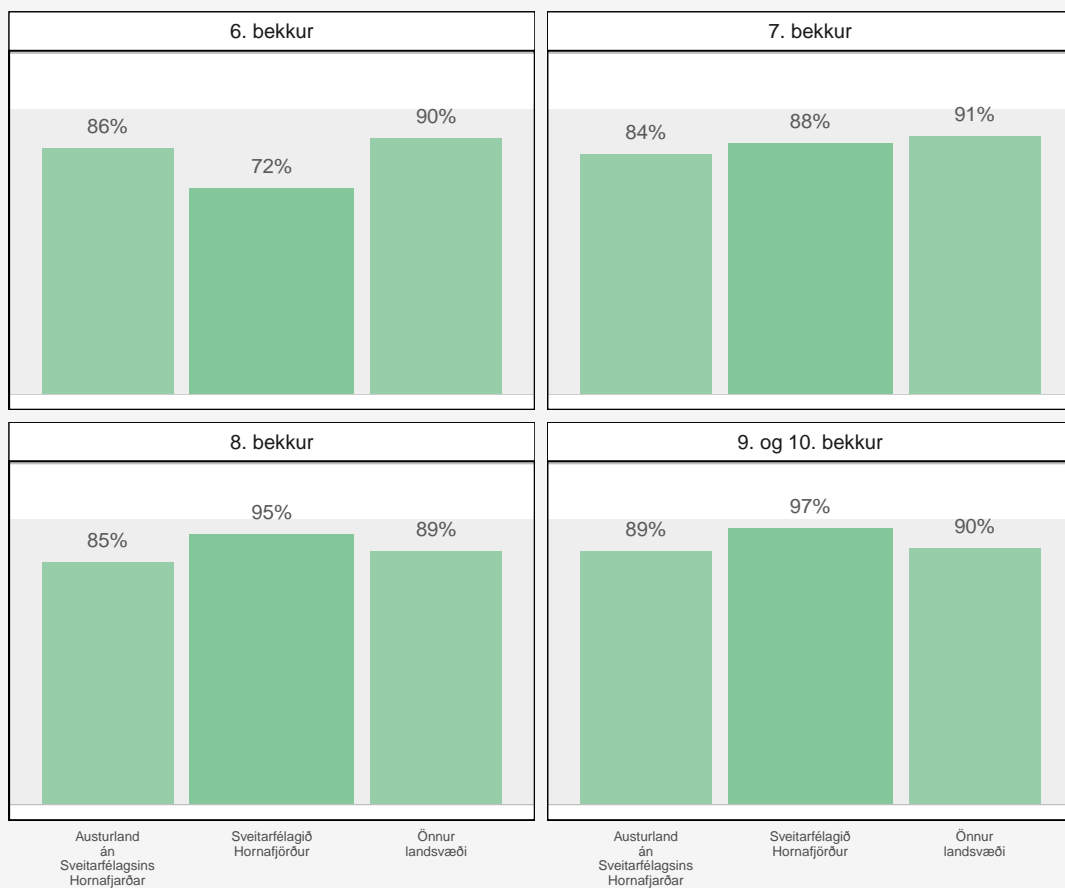 6. bekkur
86%
72%
90%
7. bekkur
84%
88%
91%
8. bekkur
85%
95%
89%
9. og 10. bekkur
89%
97%
90%
Austurland
án
Sveitarfélagsins
Hornafjarðar
Sveitarfélagið
Hornafjörður
Önnur
landsvæði
Austurland
án
Sveitarfélagsins
Hornafjarðar
Sveitarfélagið
Hornafjörður
Önnur
landsvæði